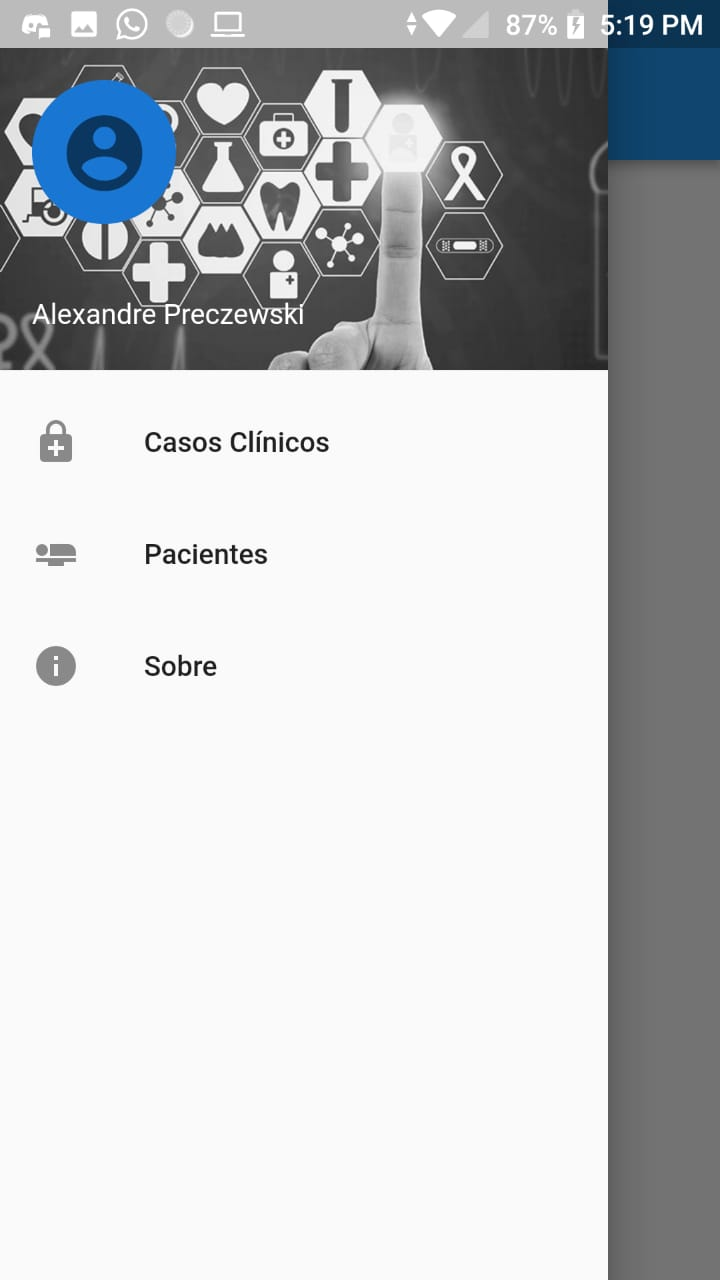 87% 5:19 PM
Alexandre Preczewski
Casos Clínicos
Pacientes
Sobre